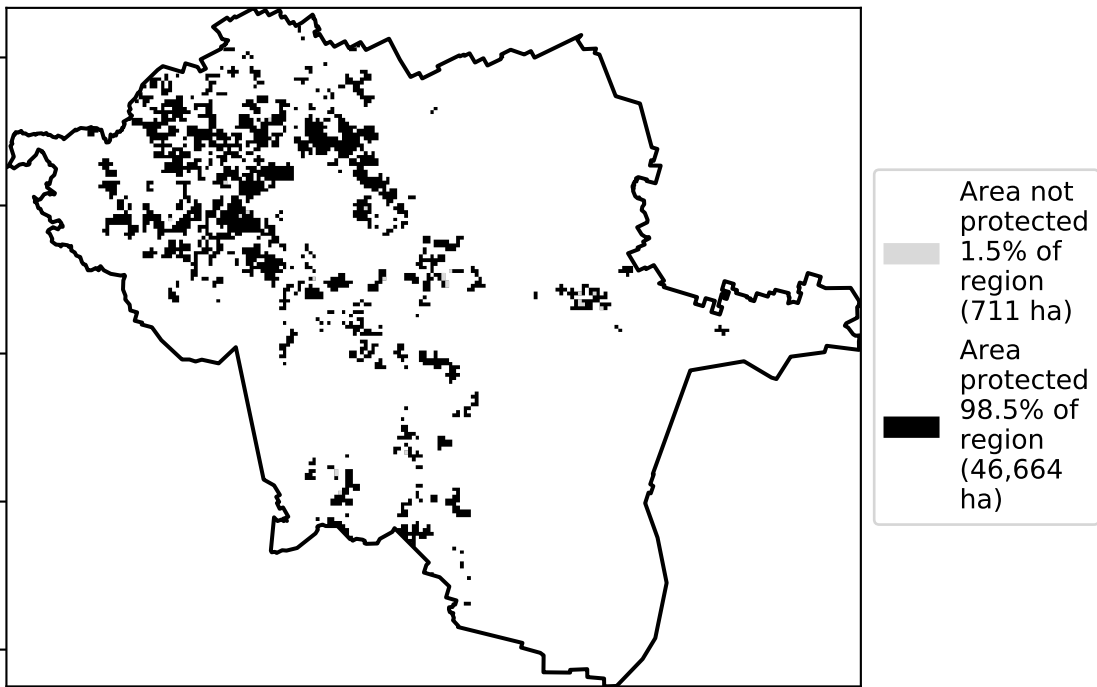 Area not
protected
1.5% of
region
(711 ha)
Area
protected
98.5% of
region
(46,664
ha)